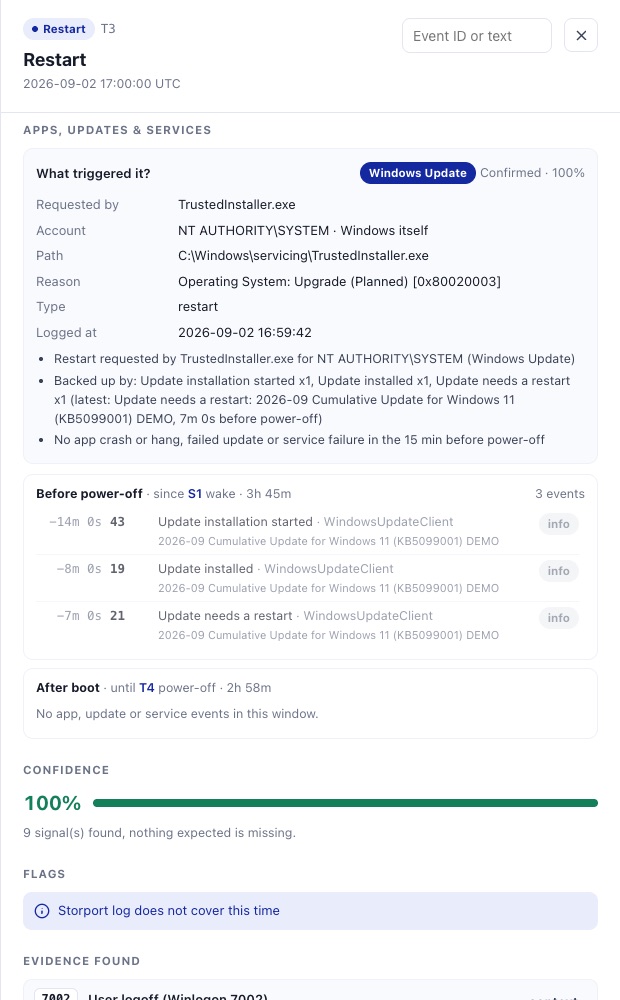 Restart T3
Event ID or text
Restart
2026-09-02 17:00:00 UTC
APPS, UPDATES & SERVICES
What triggered it? Windows Update Confirmed · 100%
Requested by TrustedInstaller.exe
Account NT AUTHORITY\SYSTEM · Windows itself
Path C:\Windows\servicing\TrustedInstaller.exe
Reason Operating System: Upgrade (Planned) [0x80020003]
Type restart
Logged at 2026-09-02 16:59:42
• Restart requested by TrustedInstaller.exe for NT AUTHORITY\SYSTEM (Windows Update)
• Backed up by: Update installation started x1, Update installed x1, Update needs a restart
x1 (latest: Update needs a restart: 2026-09 Cumulative Update for Windows 11
(KB5099001) DEMO, 7m 0s before power-off)
• No app crash or hang, failed update or service failure in the 15 min before power-off
Before power-off · since S1 wake · 3h 45m 3 events
−14m 0s 43 Update installation started · WindowsUpdateClient info
2026-09 Cumulative Update for Windows 11 (KB5099001) DEMO
−8m 0s 19 Update installed · WindowsUpdateClient info
2026-09 Cumulative Update for Windows 11 (KB5099001) DEMO
−7m 0s 21 Update needs a restart · WindowsUpdateClient info
2026-09 Cumulative Update for Windows 11 (KB5099001) DEMO
After boot · until T4 power-off · 2h 58m
No app, update or service events in this window.
CONFIDENCE
100%
9 signal(s) found, nothing expected is missing.
FLAGS
Storport log does not cover this time
EVIDENCE FOUND
7002 User logoff (Winlogon 7002)